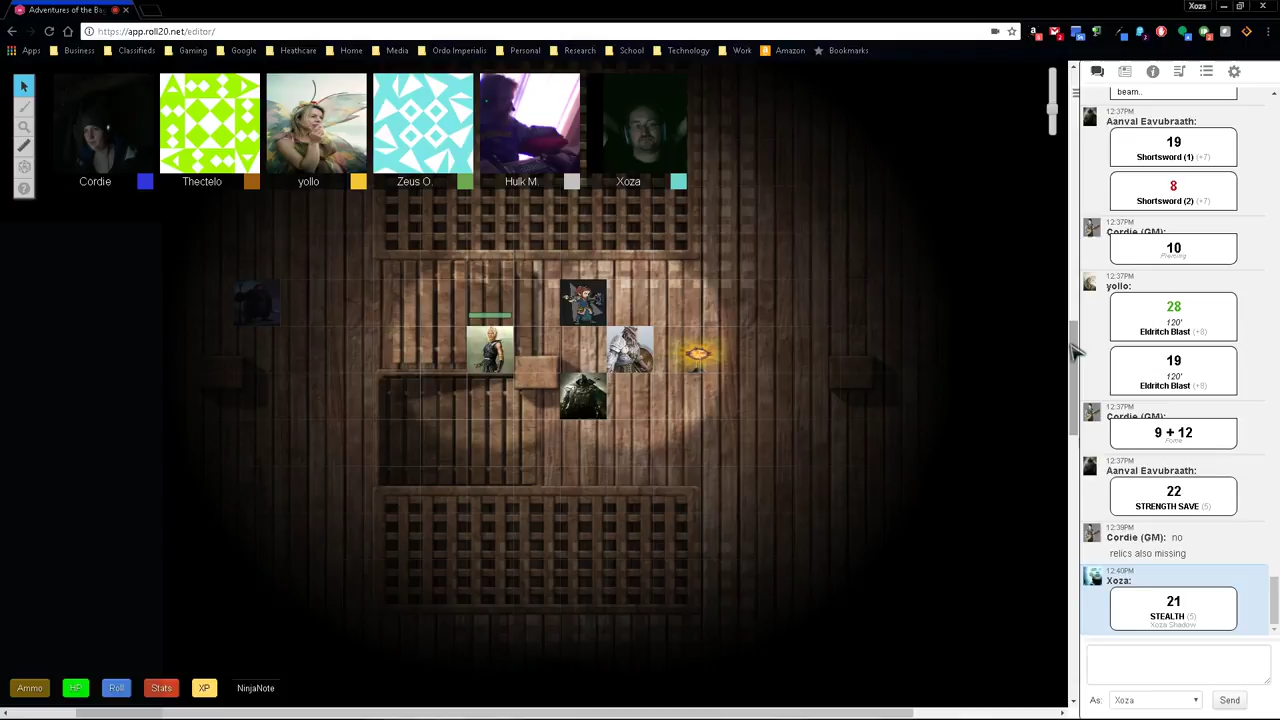 Adventures of the Ba
Xoza
https://app.roll20.net/editor/
Apps Business Classifieds Gaming Google Heathcare Home Media Ordo Imperialis Personal Research School Technology Work Amazon Bookmarks
beam..
12:37PM
Aanval Eavubraath:
19
Shortsword (1) (+7)
8
Shortsword (2) (+7)
12:37PM
Cordie (GM):
10
Piercing
12:37PM
yollo:
28
120'
Eldritch Blast (+8)
19
120'
Eldritch Blast (+8)
12:37PM
Cordie (GM):
9 + 12
Force
12:37PM
Aanval Eavubraath:
22
STRENGTH SAVE (5)
12:39PM
Cordie (GM): no
relics also missing
12:40PM
Xoza:
21
STEALTH (5)
Xoza Shadow
As: Xoza Send
Cordie Thectelo yollo Zeus O. Hulk M. Xoza
Ammo HP Roll Stats XP NinjaNote